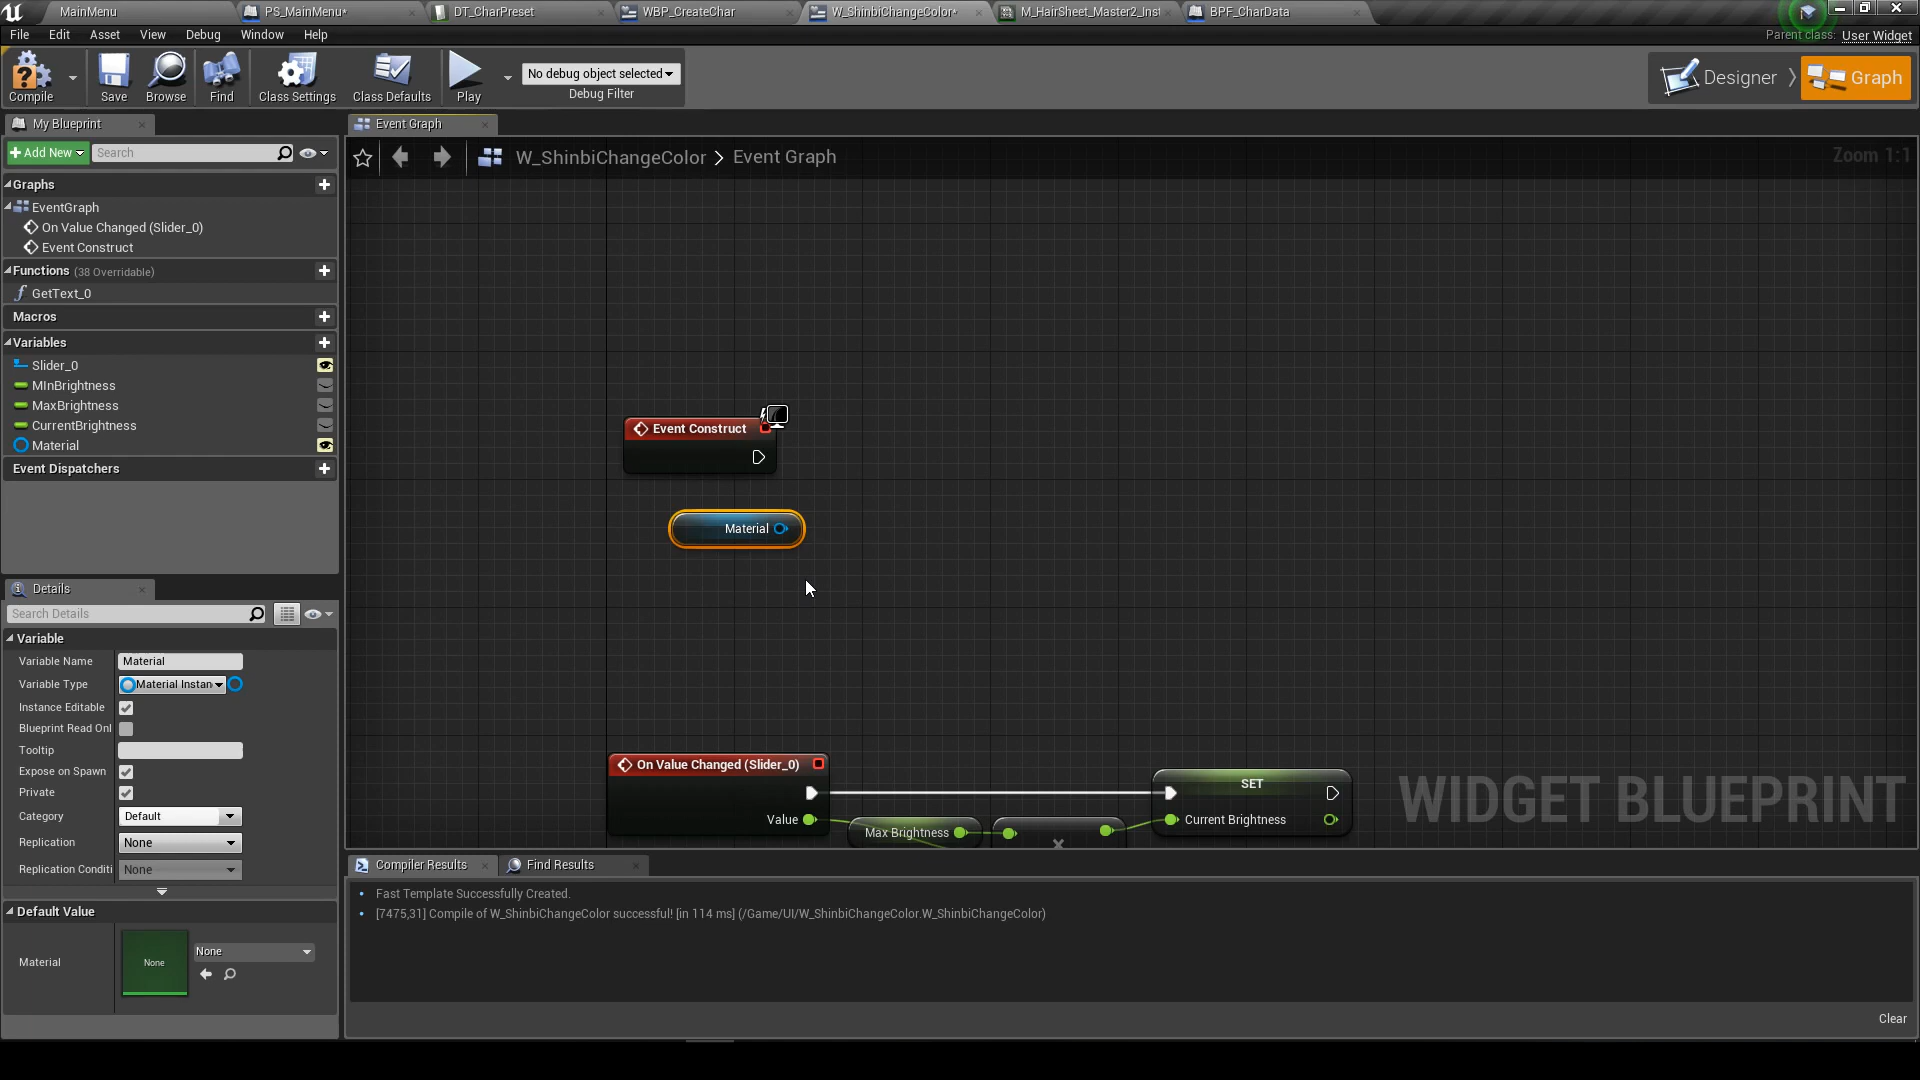 MainMenu
PS_MainMenu*
DT_CharPreset
WBP_CreateChar
W_ShinbiChangeColor*
M_HairSheet_Master2_Inst
BPF_CharData
File
Edit
Asset
View
Debug
Window
Help
Parent class: User Widget
Compile
Save
Browse
Find
Class Settings
Class Defaults
Play
No debug object selected
Debug Filter
Designer
Graph
My Blueprint
Event Graph
+ Add New
Search
W_ShinbiChangeColor > Event Graph
Zoom 1:1
Graphs
EventGraph
On Value Changed (Slider_0)
Event Construct
Functions (38 Overridable)
GetText_0
Macros
Variables
Slider_0
MInBrightness
MaxBrightness
CurrentBrightness
Material
Event Dispatchers
Event Construct
Material
On Value Changed (Slider_0)
Value
Max Brightness
SET
Current Brightness
WIDGET BLUEPRINT
Details
Search Details
Variable
Variable Name Material
Variable Type Material Instan
Instance Editable
Blueprint Read Onl
Tooltip
Expose on Spawn
Private
Category Default
Replication None
Replication Conditi None
Default Value
Material None None
Compiler Results
Find Results
Fast Template Successfully Created.
[7475,31] Compile of W_ShinbiChangeColor successful! [in 114 ms] (/Game/UI/W_ShinbiChangeColor.W_ShinbiChangeColor)
Clear